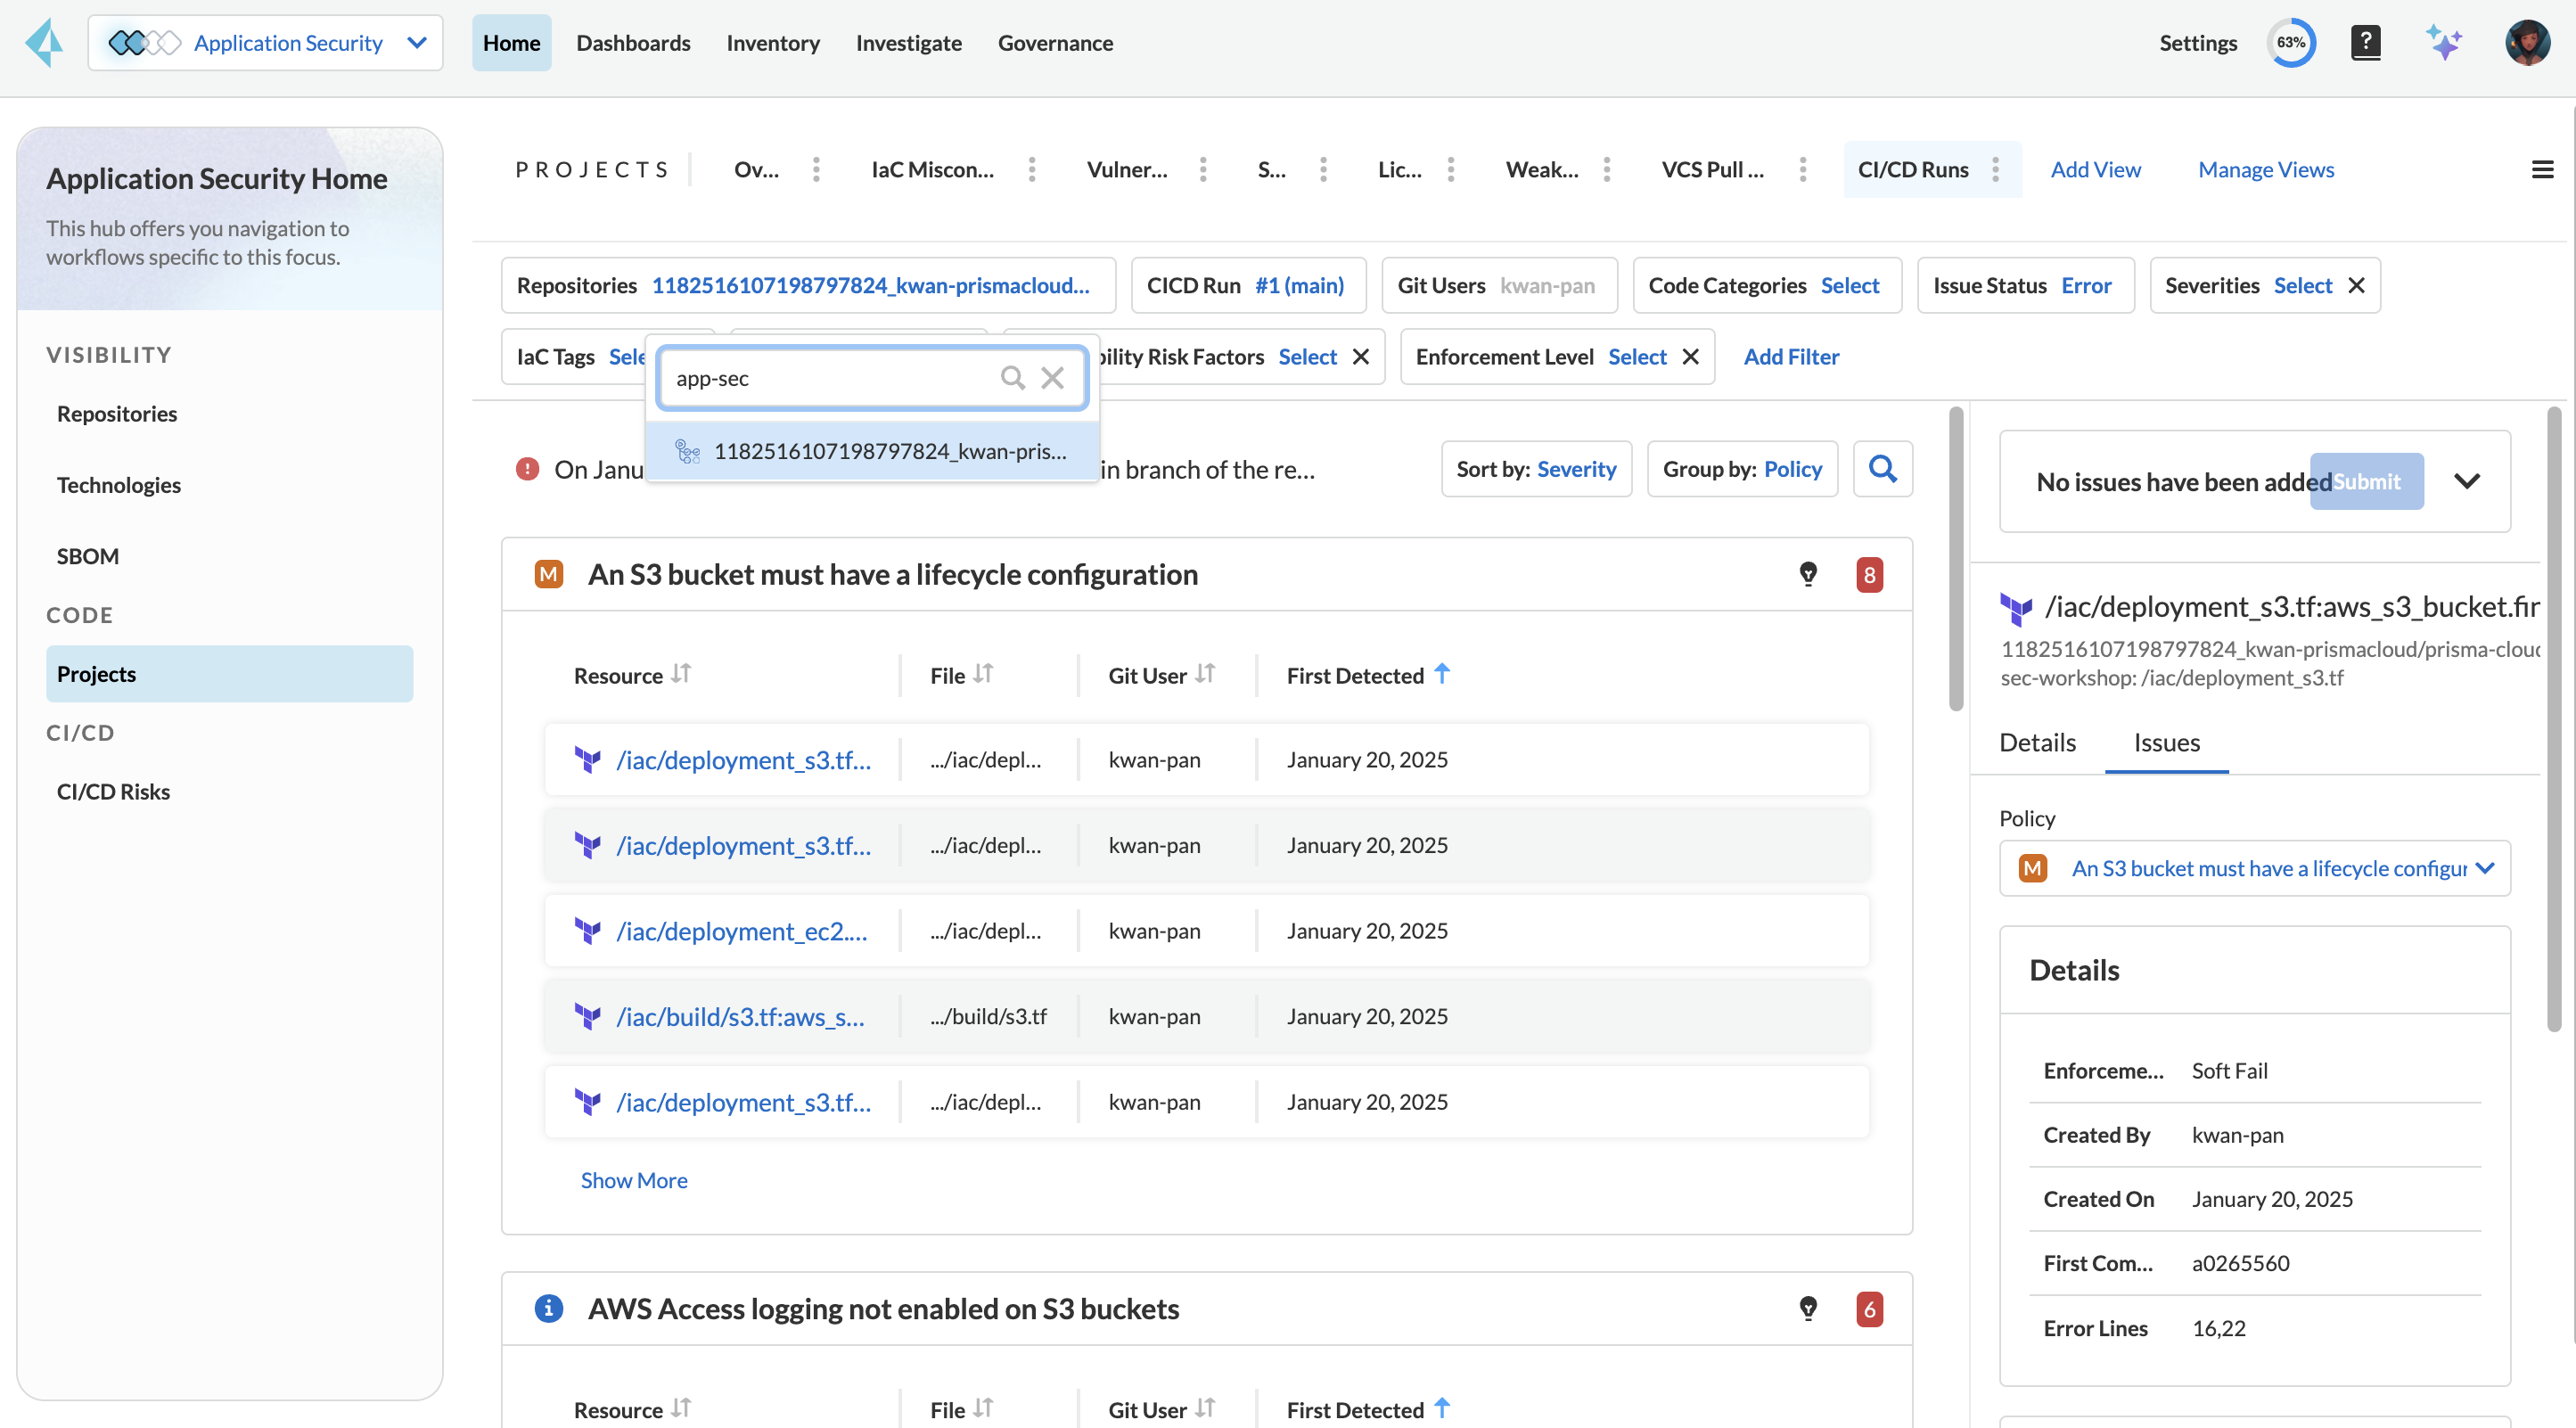 Application Security
Home
Dashboards
Inventory
Investigate
Governance
Settings
63%
?
Application Security Home
This hub offers you navigation to
workflows specific to this focus.
VISIBILITY
Repositories
Technologies
SBOM
CODE
Projects
CI/CD
CI/CD Risks
PROJECTS
Ov...
IaC Miscon...
Vulner...
S...
Lic...
Weak...
VCS Pull ...
CI/CD Runs
Add View
Manage Views
Repositories 1182516107198797824_kwan-prismacloud...
CICD Run #1 (main)
Git Users kwan-pan
Code Categories Select
Issue Status Error
Severities Select
IaC Tags Sele
bility Risk Factors Select
Enforcement Level Select
Add Filter
app-sec
1182516107198797824_kwan-pris...
On Janu
in branch of the re...
Sort by: Severity
Group by: Policy
M An S3 bucket must have a lifecycle configuration 8
Resource File Git User First Detected
/iac/deployment_s3.tf... .../iac/depl... kwan-pan January 20, 2025
/iac/deployment_s3.tf... .../iac/depl... kwan-pan January 20, 2025
/iac/deployment_ec2.... .../iac/depl... kwan-pan January 20, 2025
/iac/build/s3.tf:aws_s... .../build/s3.tf kwan-pan January 20, 2025
/iac/deployment_s3.tf... .../iac/depl... kwan-pan January 20, 2025
Show More
AWS Access logging not enabled on S3 buckets 6
Resource File Git User First Detected
No issues have been added
Submit
/iac/deployment_s3.tf:aws_s3_bucket.fir
1182516107198797824_kwan-prismacloud/prisma-cloud
sec-workshop: /iac/deployment_s3.tf
Details
Issues
Policy
M An S3 bucket must have a lifecycle configur
Details
Enforceme... Soft Fail
Created By kwan-pan
Created On January 20, 2025
First Com... a0265560
Error Lines 16,22